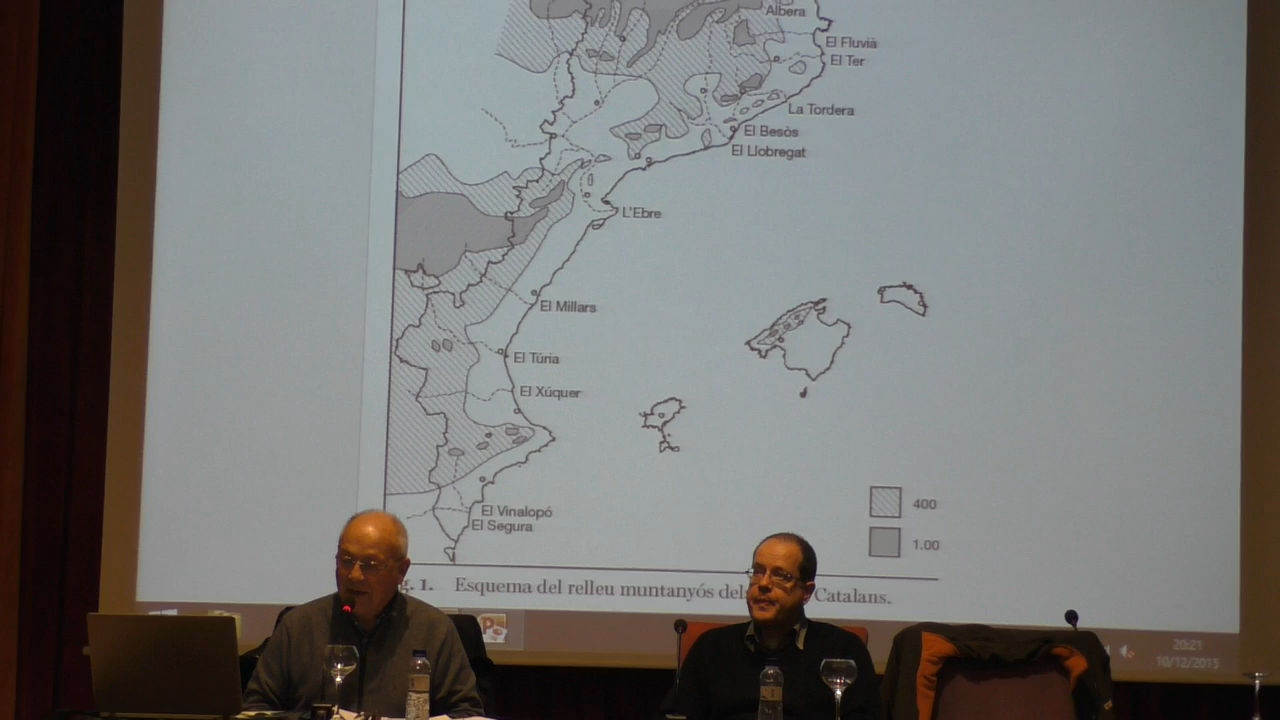 Albera
El Fluvià
El Ter
La Tordera
El Besòs
El Llobregat
L'Ebre
El Millars
El Túria
El Xúquer
El Vinalopó
El Segura
400
1.00
g. 1. Esquema del relleu muntanyós dels Catalans.
20:21
10/12/2015